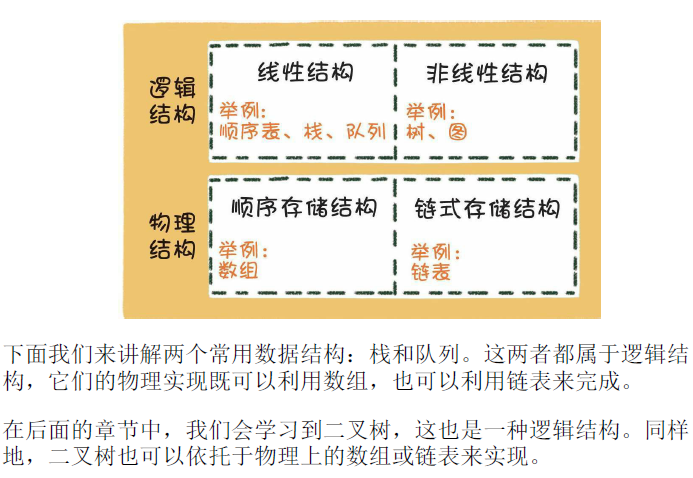 逻辑
结构
线性结构
举例：
顺序表、栈、队列
非线性结构
举例：
树、图
物理
结构
顺序存储结构
举例：
数组
链式存储结构
举例：
链表
下面我们来讲解两个常用数据结构：栈和队列。这两者都属于逻辑结
构，它们的物理实现既可以利用数组，也可以利用链表来完成。
在后面的章节中，我们会学习到二叉树，这也是一种逻辑结构。同样
地，二叉树也可以依托于物理上的数组或链表来实现。